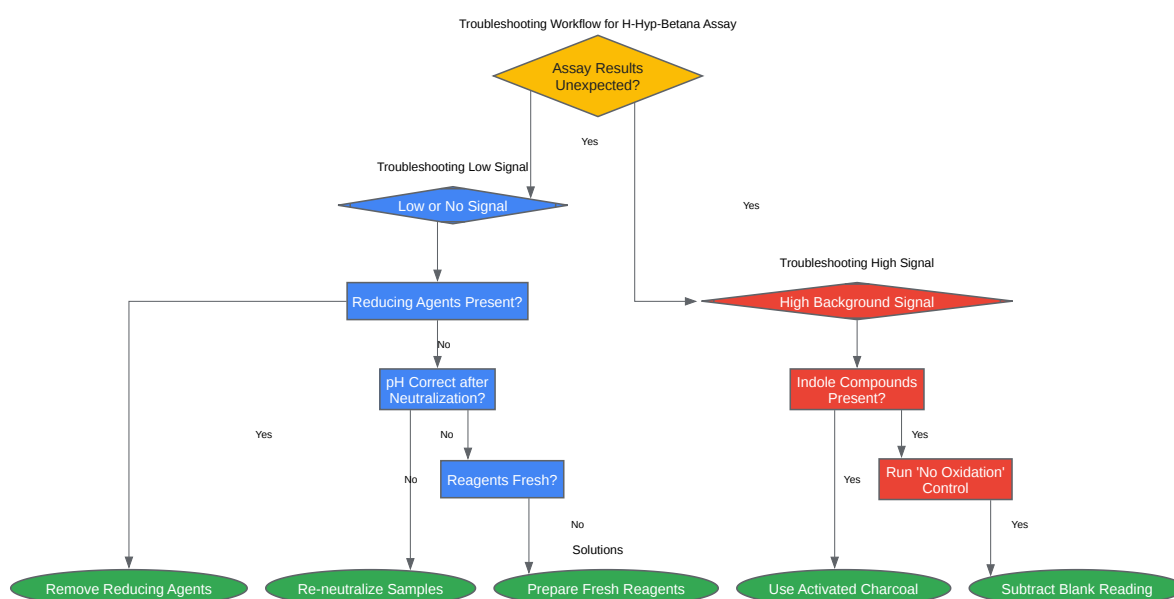 Troubleshooting Workflow for H-Hyp-Betana Assay
Assay Results
Unexpected?
Yes
Troubleshooting Low Signal
Low or No Signal
Yes
Troubleshooting High Signal
Reducing Agents Present?
High Background Signal
No
pH Correct after
Neutralization?
Indole Compounds
Present?
Yes
No
Yes
Reagents Fresh?
Run 'No Oxidation'
Control
No
Yes
No
Yes
Solutions
Remove Reducing Agents
Re-neutralize Samples
Prepare Fresh Reagents
Use Activated Charcoal
Subtract Blank Reading